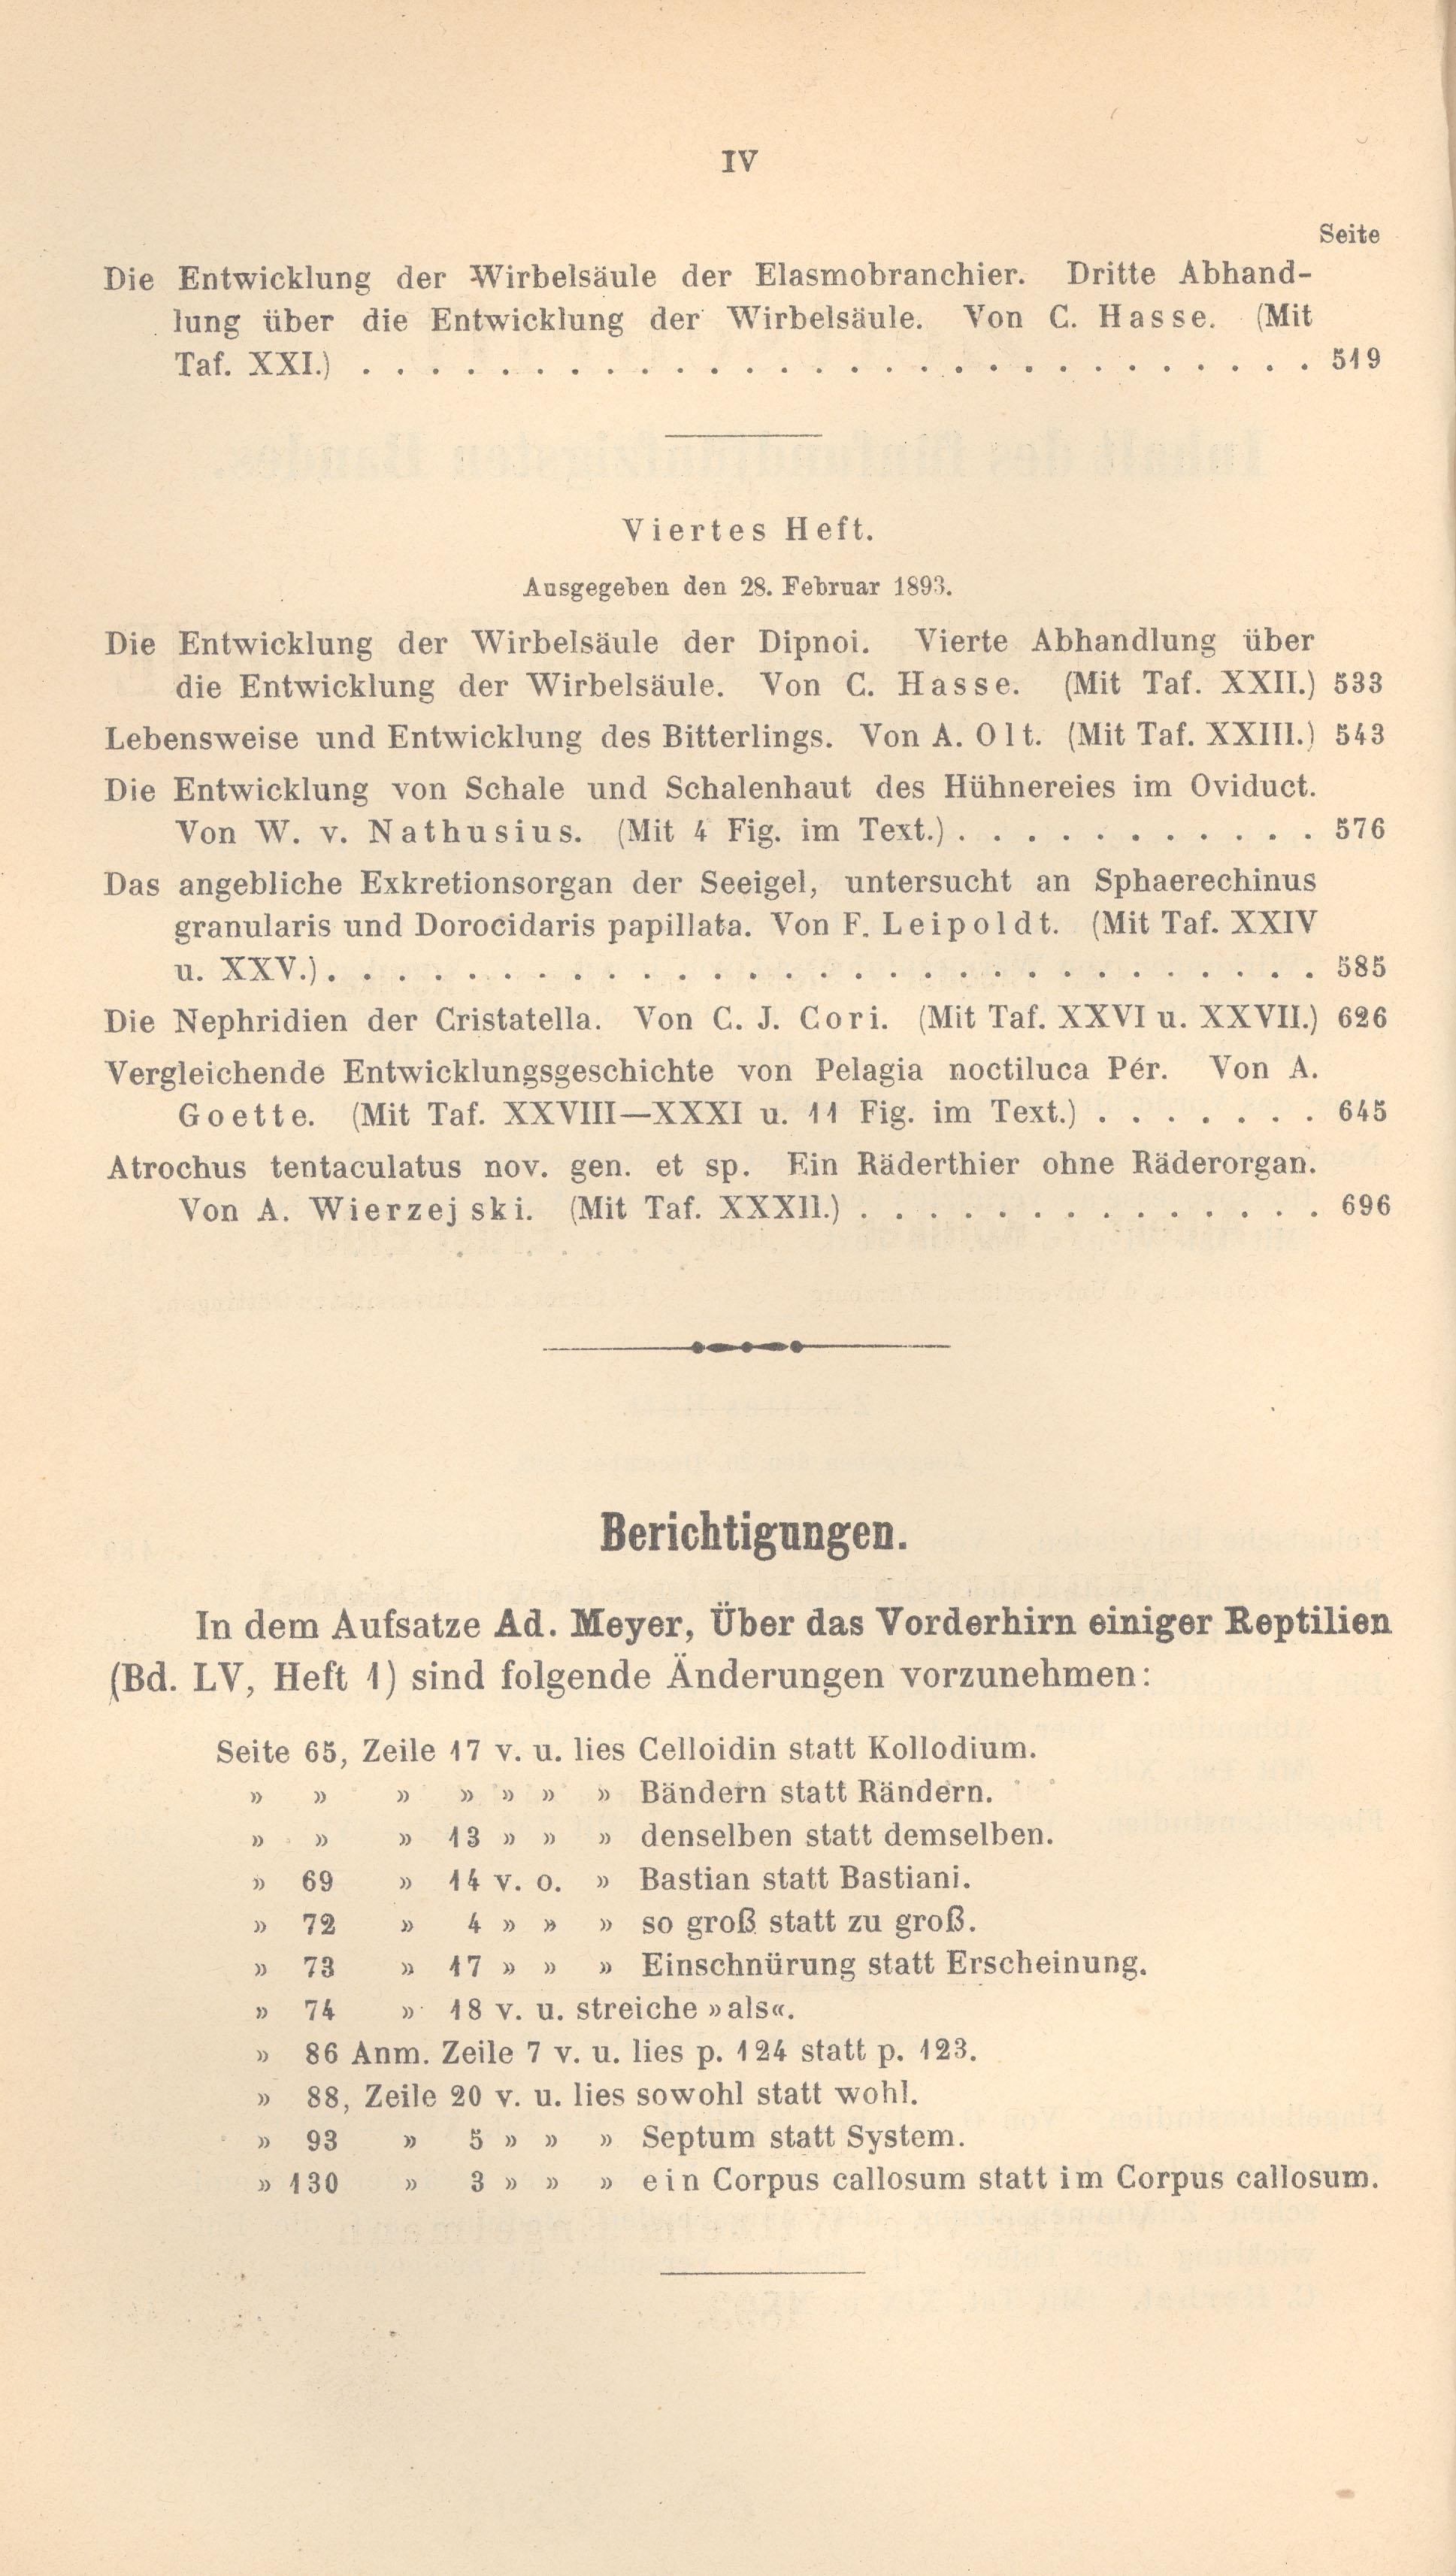 IV
Seite
Die Entwicklung der Wirbelsäule der Elasmobranchier. Dritte Abhand-
lung über die Entwicklung der Wirbelsäule. Von C. Hasse. (Mit
Taf. XXI.) . . . . . . . . . . . . . . . . . . . . . . . . . . . . 519
Viertes Heft.
Ausgegeben den 28. Februar 1893.
Die Entwicklung der Wirbelsäule der Dipnoi. Vierte Abhandlung über
die Entwicklung der Wirbelsäule. Von C. Hasse. (Mit Taf. XXII.) 533
Lebensweise und Entwicklung des Bitterlings. Von A. Olt. (Mit Taf. XXIII.) 543
Die Entwicklung von Schale und Schalenhaut des Hühnereies im Oviduct.
Von W. v. Nathusius. (Mit 4 Fig. im Text.) . . . . . . . . . . . 576
Das angebliche Exkretionsorgan der Seeigel, untersucht an Sphaerechinus
granularis und Dorocidaris papillata. Von F. Leipoldt. (Mit Taf. XXIV
u. XXV.) . . . . . . . . . . . . . . . . . . . . . . . . . . . . . 585
Die Nephridien der Cristatella. Von C. J. Cori. (Mit Taf. XXVI u. XXVII.) 626
Vergleichende Entwicklungsgeschichte von Pelagia noctiluca Pér. Von A.
Goette. (Mit Taf. XXVIII—XXXI u. 11 Fig. im Text.) . . . . . . . 645
Atrochus tentaculatus nov. gen. et sp. Ein Räderthier ohne Räderorgan.
Von A. Wierzejski. (Mit Taf. XXXII.) . . . . . . . . . . . . . . 696
Berichtigungen.
In dem Aufsatze Ad. Meyer, Über das Vorderhirn einiger Reptilien
(Bd. LV, Heft 1) sind folgende Änderungen vorzunehmen:
Seite 65, Zeile 17 v. u. lies Celloidin statt Kollodium.
» » » » » » » Bändern statt Rändern.
» » » 13 » » » denselben statt demselben.
» 69 » 14 v. o. » Bastian statt Bastiani.
» 72 » 4 » » » so groß statt zu groß.
» 73 » 17 » » » Einschnürung statt Erscheinung.
» 74 » 18 v. u. streiche »als«.
» 86 Anm. Zeile 7 v. u. lies p. 124 statt p. 123.
» 88, Zeile 20 v. u. lies sowohl statt wohl.
» 93 » 5 » » » Septum statt System.
» 130 » 3 » » » ein Corpus callosum statt im Corpus callosum.